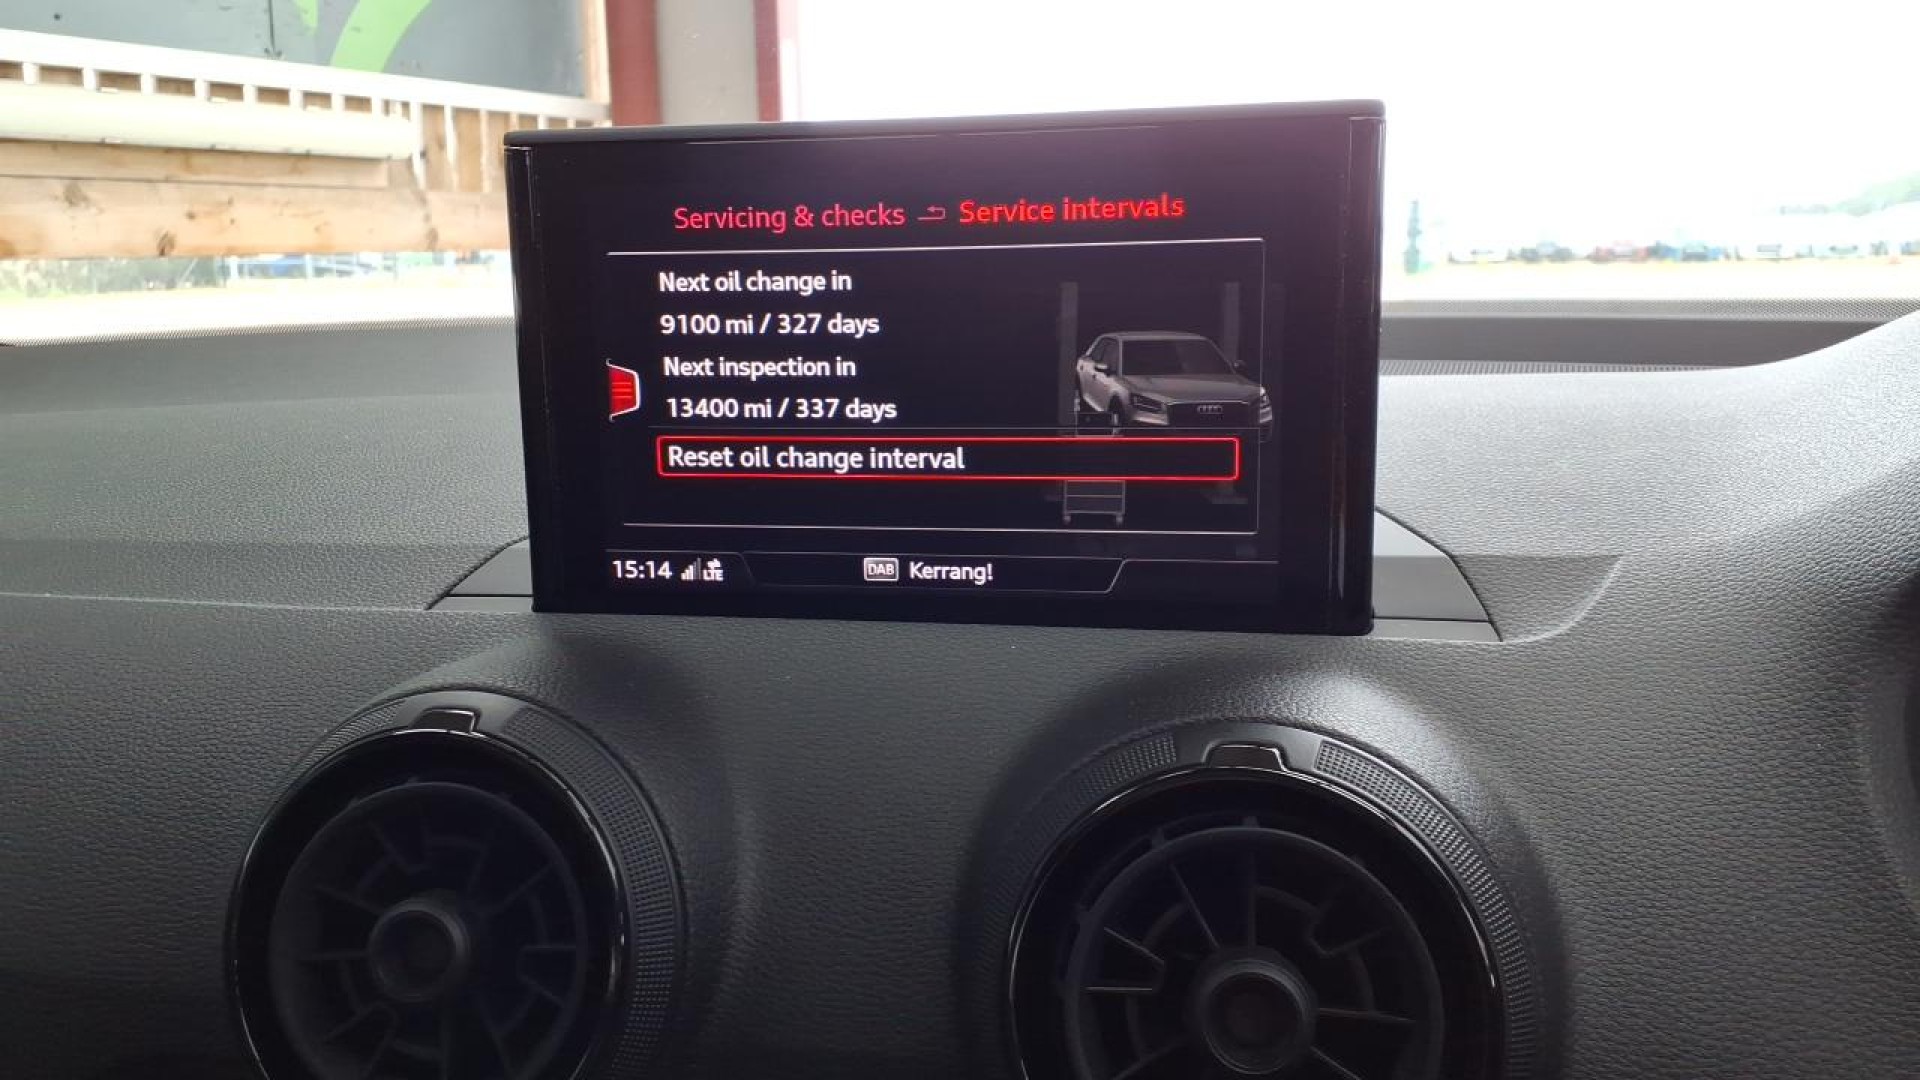 Servicing & checks Service intervals
Next oil change in
9100 mi / 327 days
Next inspection in
13400 mi / 337 days
Reset oil change interval
15:14 LTE DAB Kerrang!